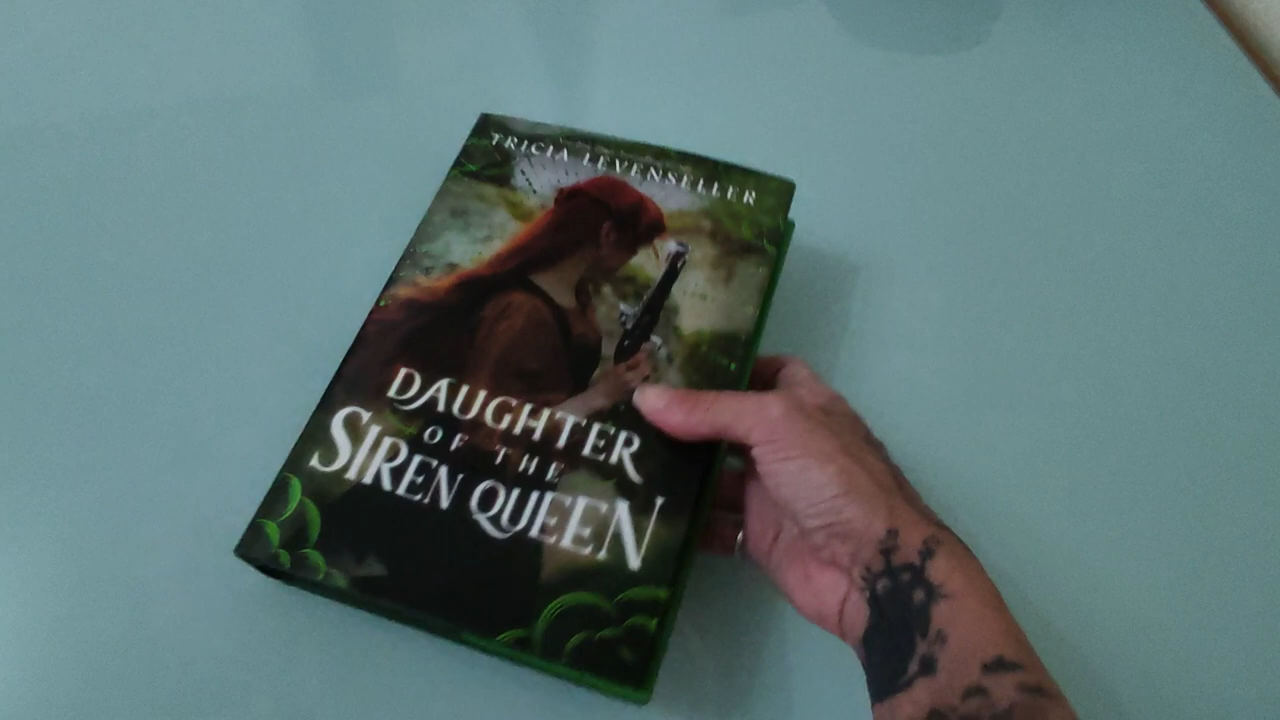 TRICIA LEVENSELLER
DAUGHTER
OF THE
SIREN QUEEN